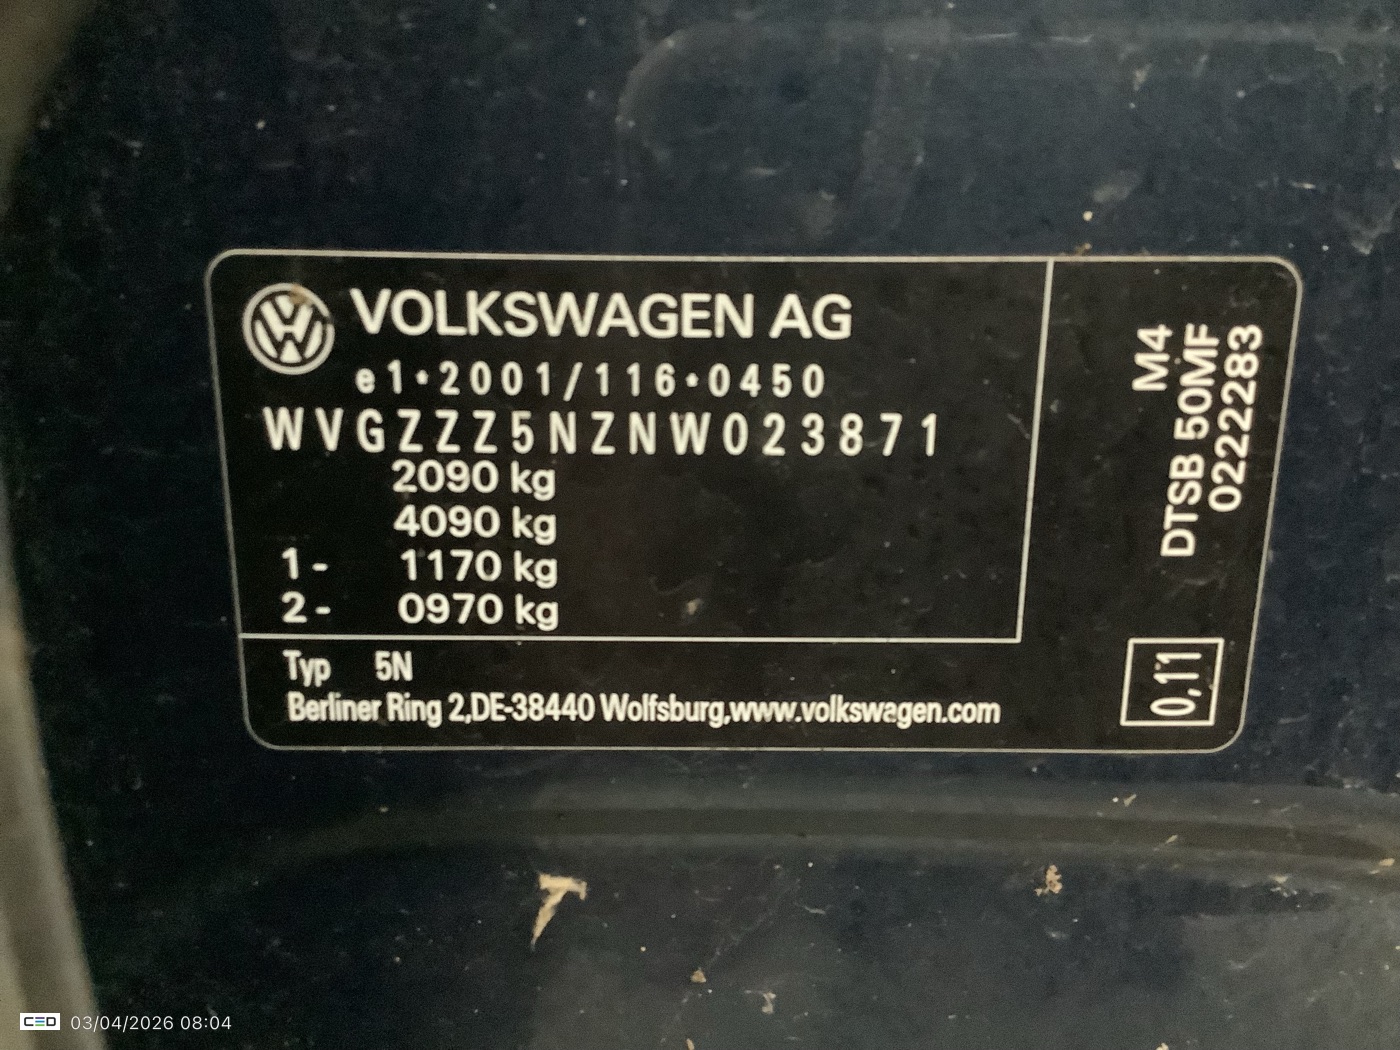 VOLKSWAGEN AG
e1*2001/116*0450
WVGZZZ5NZNW023871
2090 kg
4090 kg
1- 1170 kg
2- 0970 kg
Typ 5N
Berliner Ring 2,DE-38440 Wolfsburg,www.volkswagen.com
M4
DTSB 50MF
0222283
0,11
CED 03/04/2026 08:04